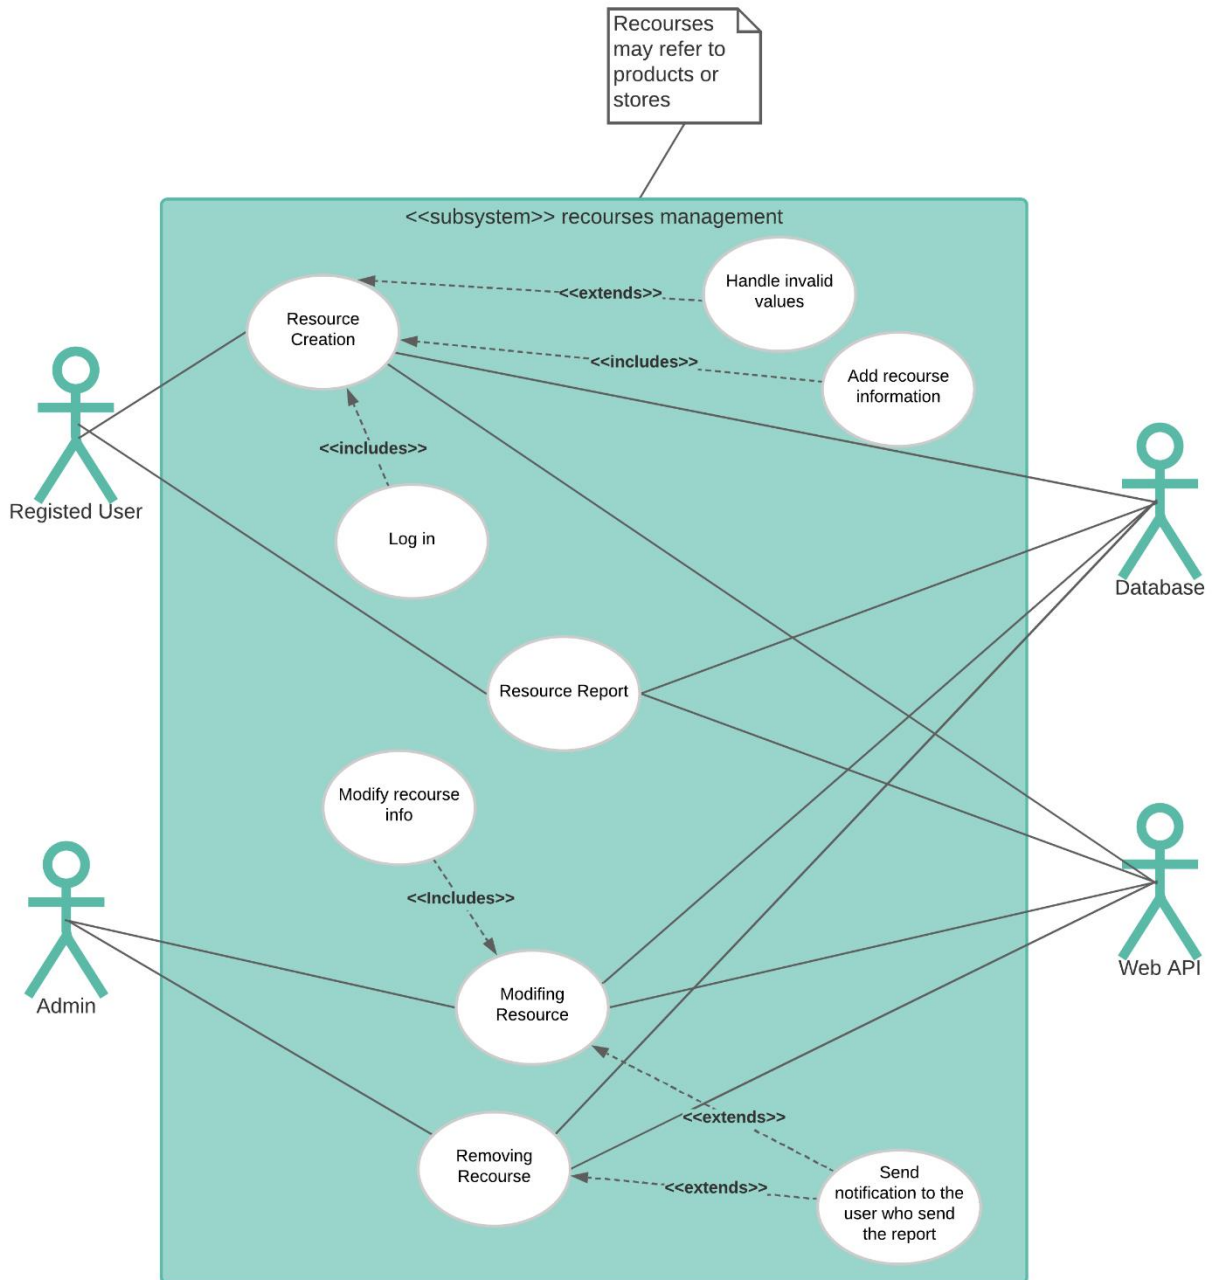 Recourses
may refer to
products or
stores
<<subsystem>> recourses management
Handle invalid
values
<<extends>>
Resource
Creation
<<includes>>
Add recourse
information
<<includes>>
Registed User
Log in
Database
Resource Report
Modify recourse
info
<<Includes>>
Admin
Web API
Modifing
Resource
<<extends>>
Removing
Recourse
<<extends>>
Send
notification to the
user who send
the report